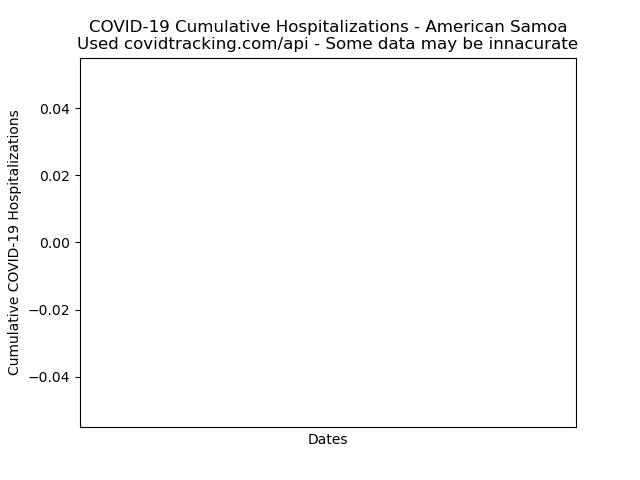 COVID-19 Cumulative Hospitalizations - American Samoa
Used covidtracking.com/api - Some data may be innacurate
Cumulative COVID-19 Hospitalizations
0.04
0.02
0.00
−0.02
−0.04
Dates